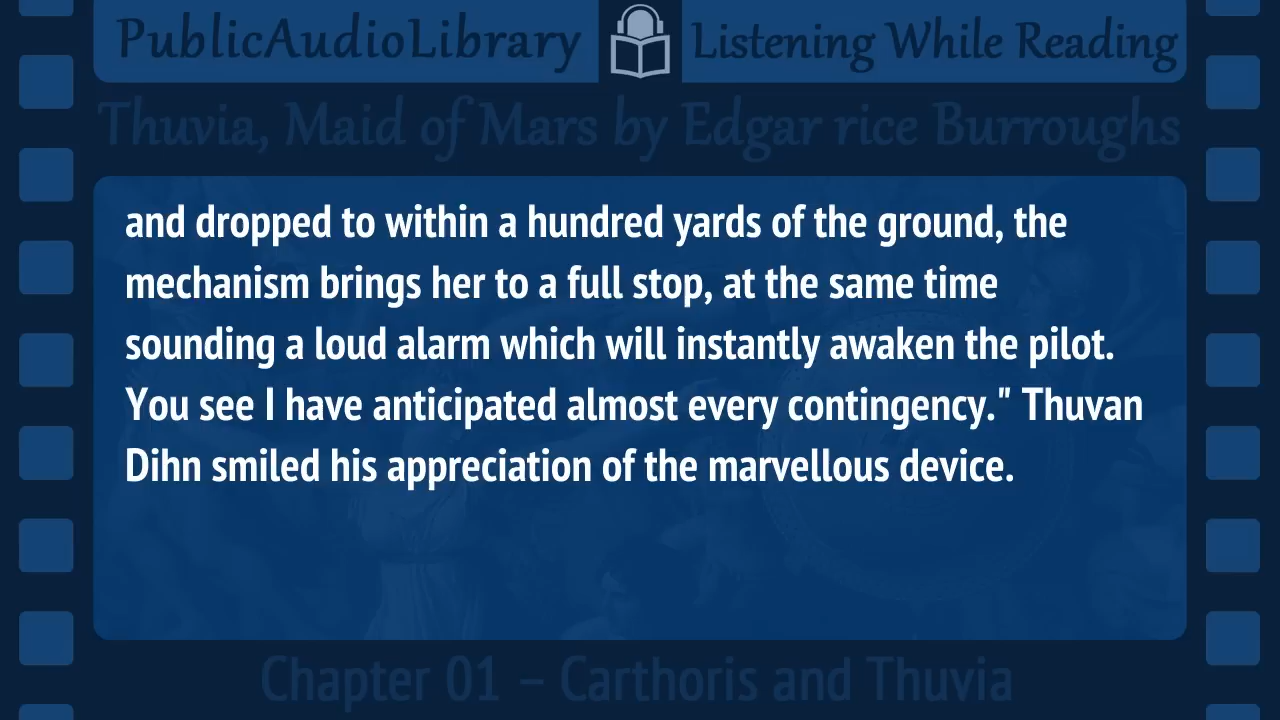 PublicAudioLibrary Listening While Reading
Thuvia, Maid of Mars by Edgar rice Burroughs
and dropped to within a hundred yards of the ground, the
mechanism brings her to a full stop, at the same time
sounding a loud alarm which will instantly awaken the pilot.
You see I have anticipated almost every contingency." Thuvan
Dihn smiled his appreciation of the marvellous device.
Chapter 01 – Carthoris and Thuvia